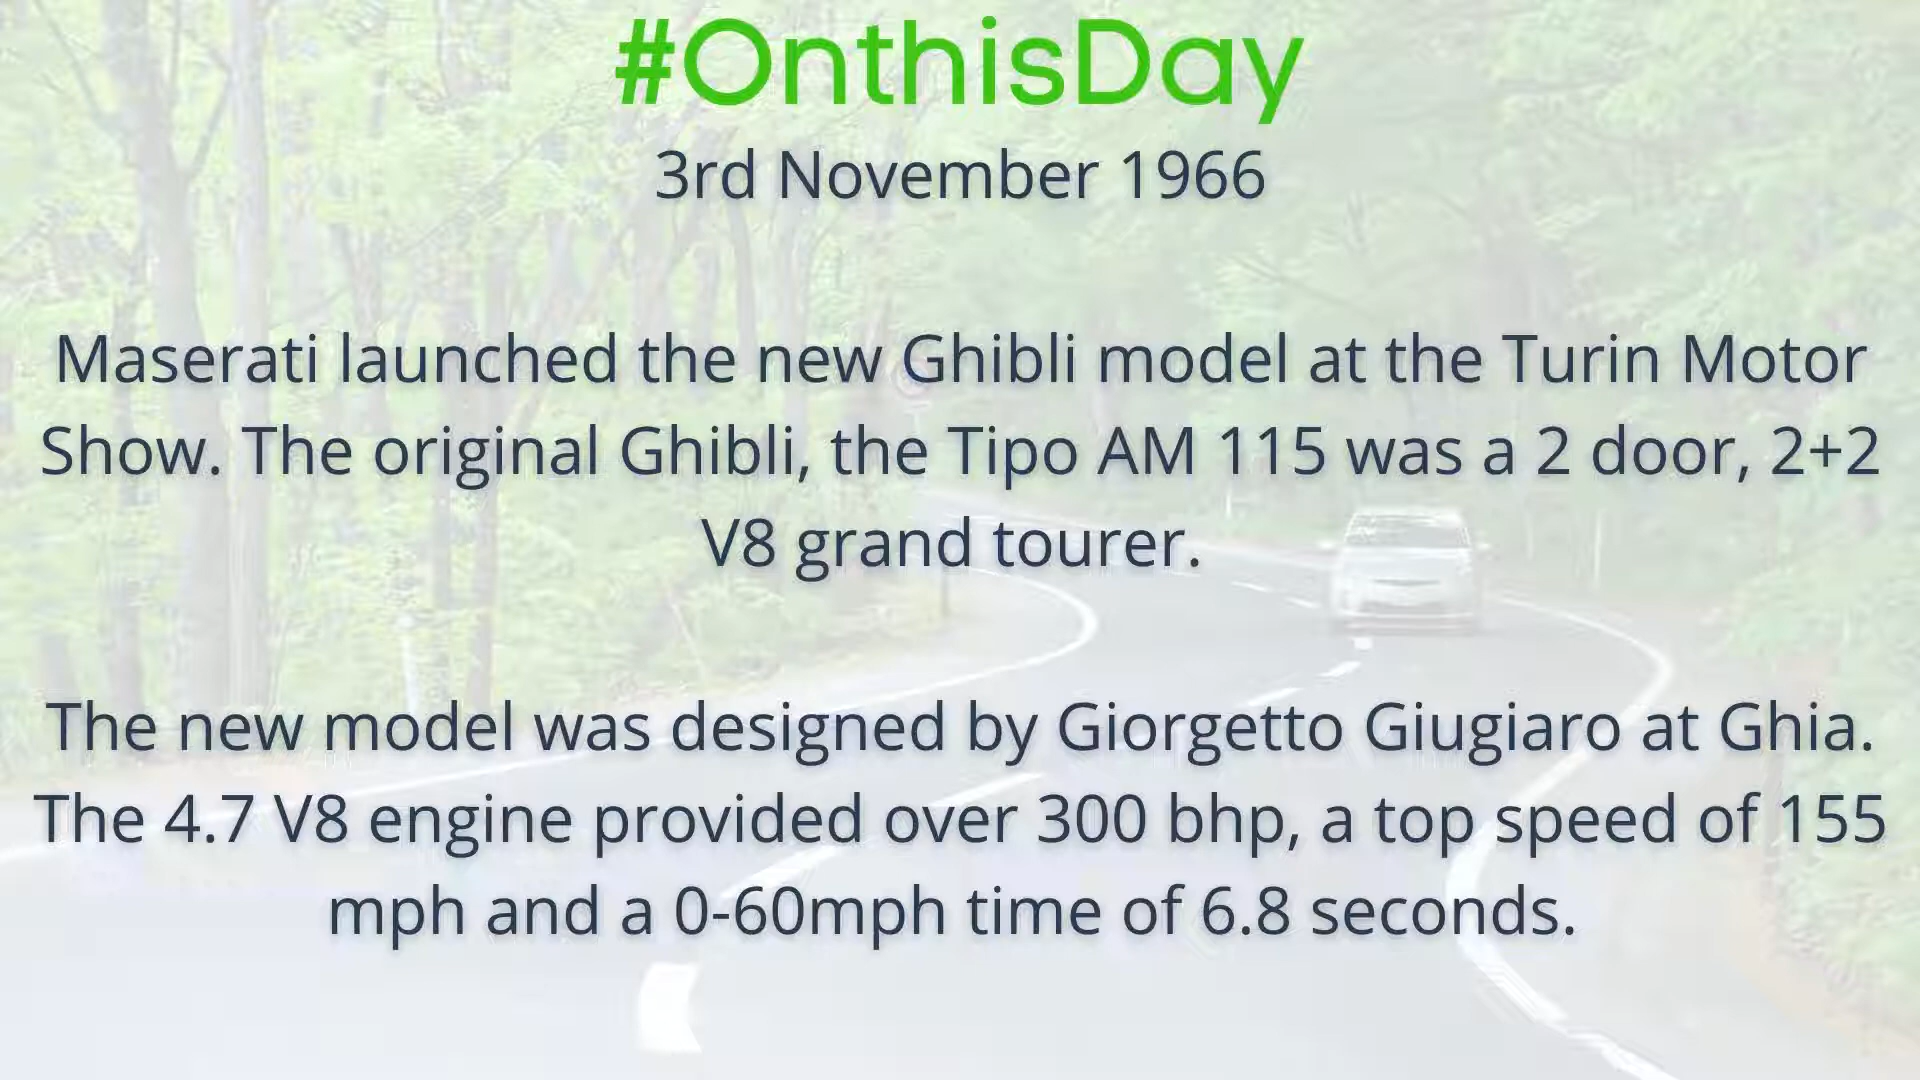 #OnthisDay
3rd November 1966
Maserati launched the new Ghibli model at the Turin Motor
Show. The original Ghibli, the Tipo AM 115 was a 2 door, 2+2
V8 grand tourer.
The new model was designed by Giorgetto Giugiaro at Ghia.
The 4.7 V8 engine provided over 300 bhp, a top speed of 155
mph and a 0-60mph time of 6.8 seconds.